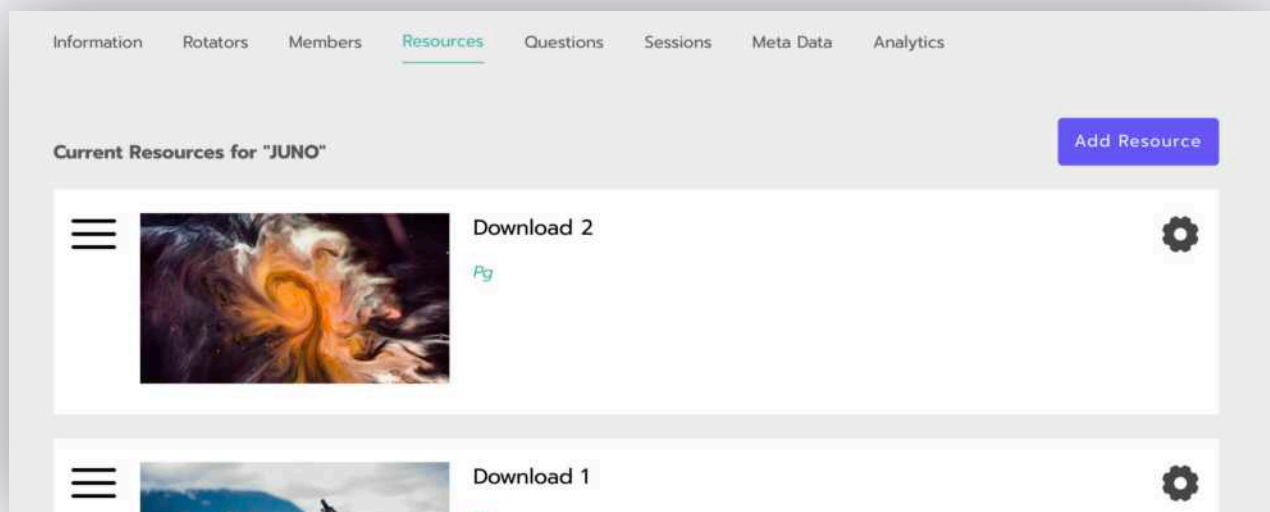 Information Rotators Members Resources Questions Sessions Meta Data Analytics
Current Resources for "JUNO"
Add Resource
Download 2
Pg
Download 1